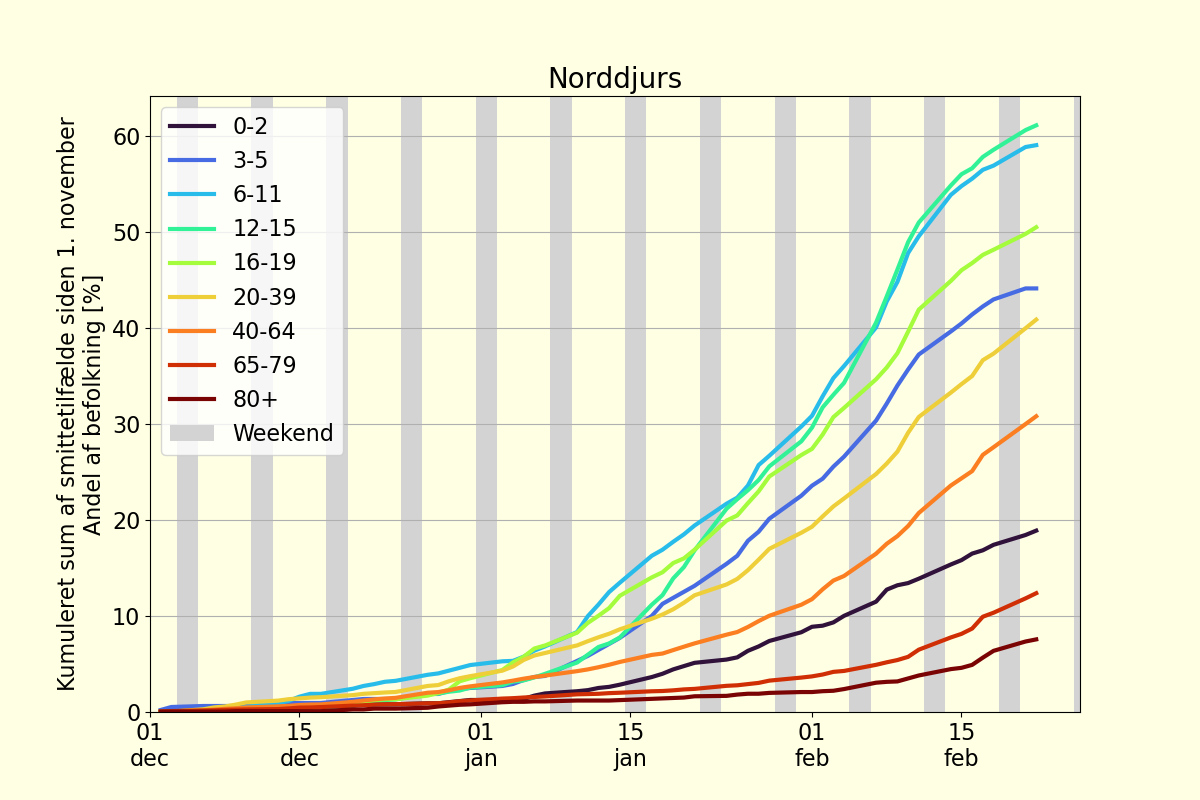 Norddjurs
Kumuleret sum af smittetilfælde siden 1. november
Andel af befolkning [%]
60
50
40
30
20
10
0
0-2
3-5
6-11
12-15
16-19
20-39
40-64
65-79
80+
Weekend
01 15 01 15 01 15
dec dec jan jan feb feb